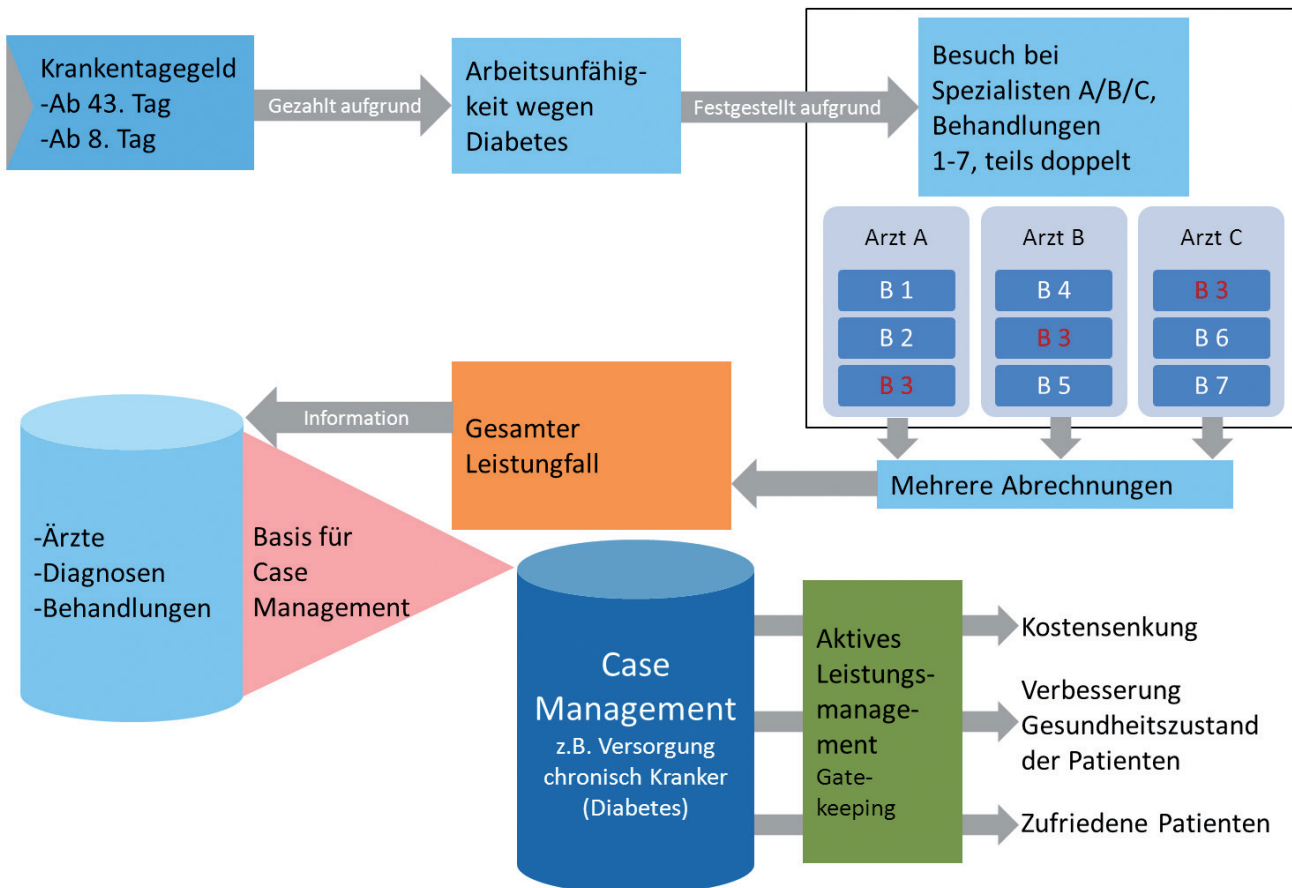 Krankentagegeld
-Ab 43. Tag
-Ab 8. Tag
Gezahlt aufgrund
Arbeitsunfähig-
keit wegen
Diabetes
Festgestellt aufgrund
Besuch bei
Spezialisten A/B/C,
Behandlungen
1-7, teils doppelt
Arzt A
B 1
B 2
B 3
Arzt B
B 4
B 3
B 5
Arzt C
B 3
B 6
B 7
Mehrere Abrechnungen
Gesamter
Leistungfall
Information
-Ärzte
-Diagnosen
-Behandlungen
Basis für
Case
Management
Case
Management
z.B. Versorgung
chronisch Kranker
(Diabetes)
Aktives
Leistungs-
manage-
ment
Gate-
keeping
Kostensenkung
Verbesserung
Gesundheitszustand
der Patienten
Zufriedene Patienten